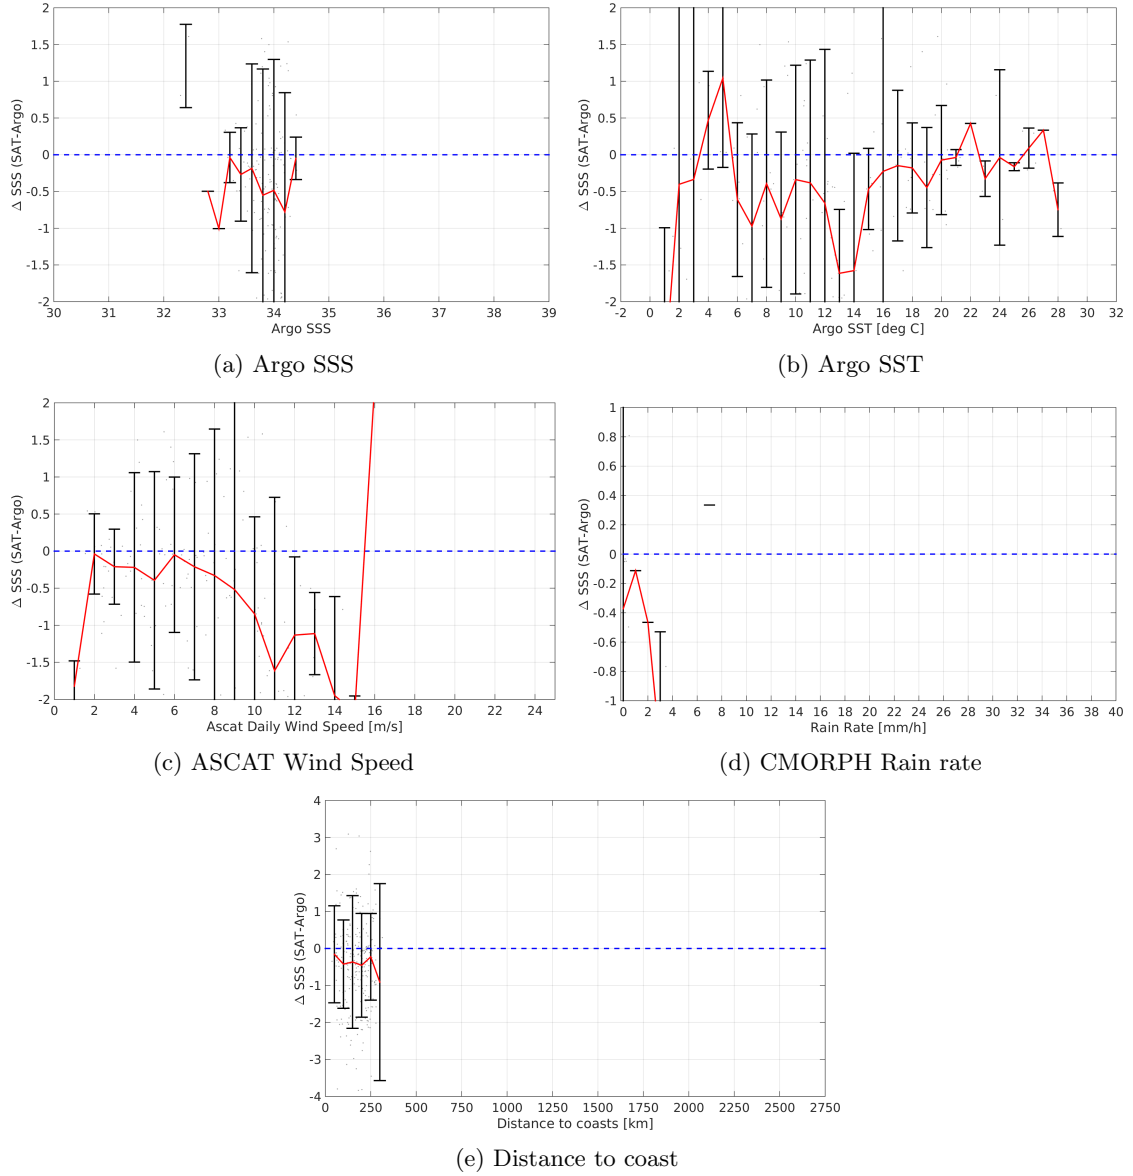 2
1.5
1
0.5
0
-0.5
-1
-1.5
-2
30 31 32 33 34 35 36 37 38 39
Argo SSS
Δ SSS (SAT-Argo)
(a) Argo SSS
2
1.5
1
0.5
0
-0.5
-1
-1.5
-2
-2 0 2 4 6 8 10 12 14 16 18 20 22 24 26 28 30 32
Argo SST [deg C]
Δ SSS (SAT-Argo)
(b) Argo SST
2
1.5
1
0.5
0
-0.5
-1
-1.5
-2
0 2 4 6 8 10 12 14 16 18 20 22 24
Ascat Daily Wind Speed [m/s]
Δ SSS (SAT-Argo)
(c) ASCAT Wind Speed
1
0.8
0.6
0.4
0.2
0
-0.2
-0.4
-0.6
-0.8
-1
0 2 4 6 8 10 12 14 16 18 20 22 24 26 28 30 32 34 36 38 40
Rain Rate [mm/h]
Δ SSS (SAT-Argo)
(d) CMORPH Rain rate
4
3
2
1
0
-1
-2
-3
-4
0 250 500 750 1000 1250 1500 1750 2000 2250 2500 2750
Distance to coasts [km]
Δ SSS (SAT-Argo)
(e) Distance to coast